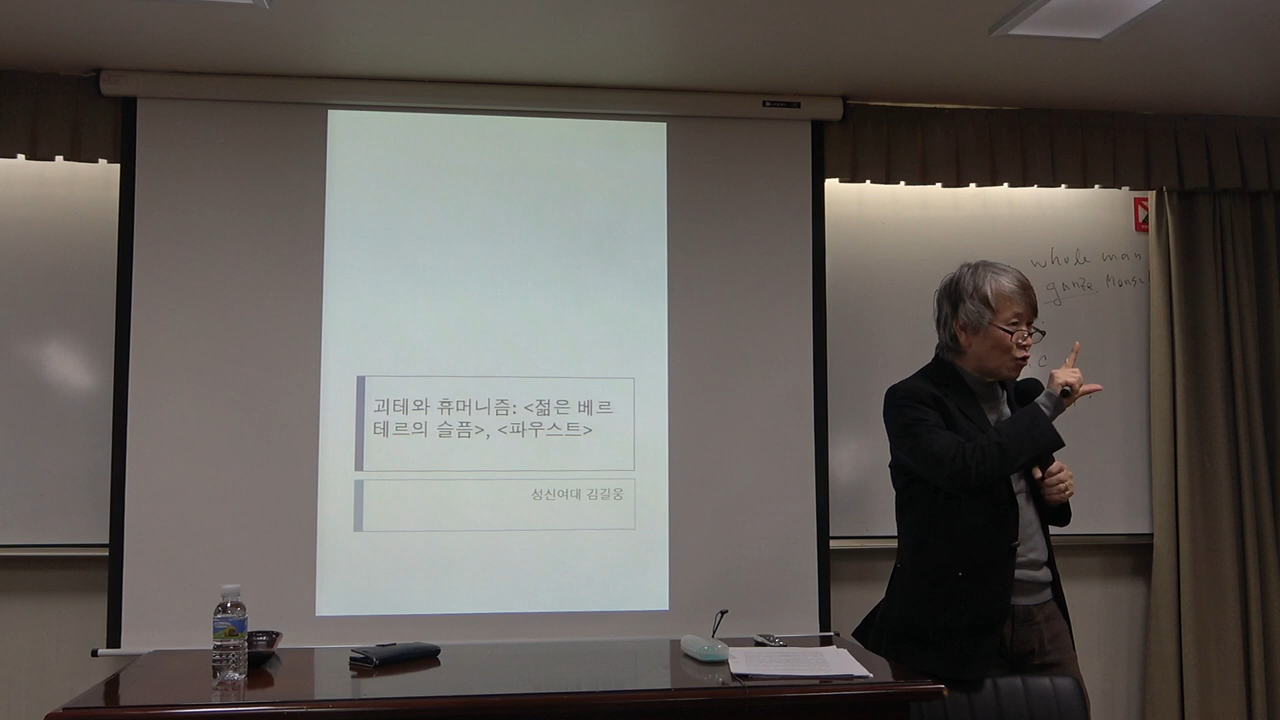 괴테와 휴머니즘: <젊은 베르
테르의 슬픔>, <파우스트>
성신여대 김길웅
whole man
ganze